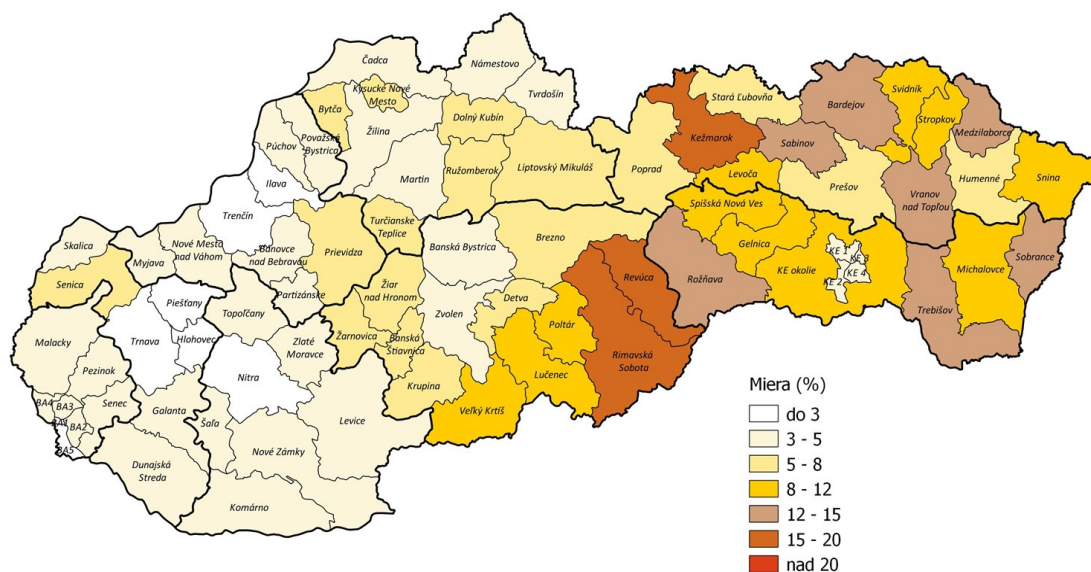 Čadca
Námestovo
Kysucké Nové
Mesto
Tvrdošín
Bytča
Dolný Kubín
Stará Ľubovňa
Bardejov
Svidník
Stropkov
Medzilaborce
Považská
Bystrica
Púchov
Žilina
Kežmarok
Sabinov
Ružomberok
Liptovský Mikuláš
Poprad
Levoča
Prešov
Humenné
Snina
Ilava
Martin
Vranov
nad Topľou
Trenčín
Spišská Nová Ves
Turčianske
Teplice
Skalica
Nové Mesto
nad Váhom
Bánovce
nad Bebravou
Prievidza
Banská Bystrica
Brezno
Gelnica
KE 1
KE 3
KE 4
KE 2
KE okolie
Michalovce
Sobrance
Myjava
Revúca
Rožňava
Senica
Žiar
nad Hronom
Partizánske
Detva
Trebišov
Piešťany
Topoľčany
Zvolen
Poltár
Malacky
Trnava
Hlohovec
Zlaté
Moravce
Žarnovica
Banská
Štiavnica
Rimavská
Sobota
Pezinok
Nitra
Krupina
Lučenec
Veľký Krtíš
Levice
BA4
BA3
Senec
BA1
BA2
BA5
Galanta
Šaľa
Nové Zámky
Dunajská
Streda
Komárno
Miera (%)
do 3
3 - 5
5 - 8
8 - 12
12 - 15
15 - 20
nad 20